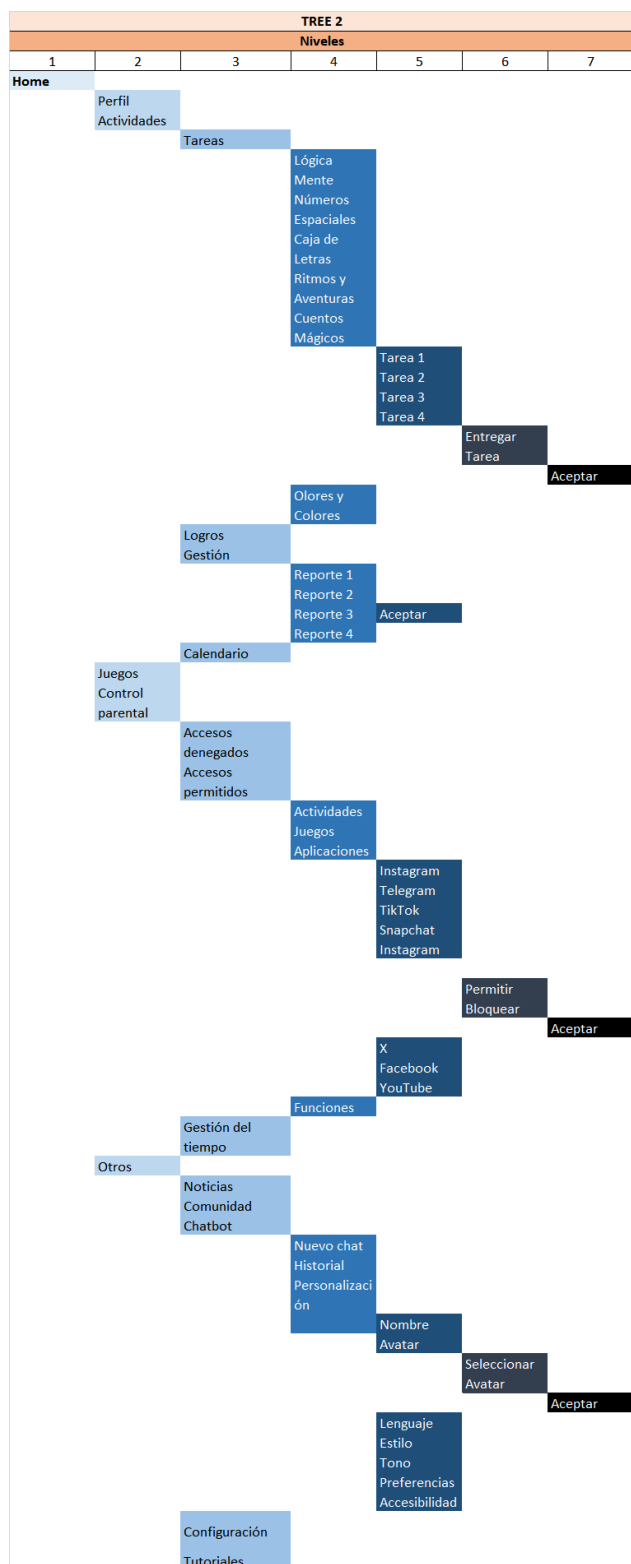 TREE 2
Niveles
1 2 3 4 5 6 7
Home
Perfil
Actividades
Tareas
Lógica
Mente
Números
Espaciales
Caja de
Letras
Ritmos y
Aventuras
Cuentos
Mágicos
Tarea 1
Tarea 2
Tarea 3
Tarea 4
Entregar
Tarea
Aceptar
Olores y
Colores
Logros
Gestión
Reporte 1
Reporte 2
Reporte 3 Aceptar
Reporte 4
Calendario
Juegos
Control
parental
Accesos
denegados
Accesos
permitidos
Actividades
Juegos
Aplicaciones
Instagram
Telegram
TikTok
Snapchat
Instagram
Permitir
Bloquear
Aceptar
X
Facebook
YouTube
Funciones
Gestión del
tiempo
Otros
Noticias
Comunidad
Chatbot
Nuevo chat
Historial
Personalizaci
ón
Nombre
Avatar
Seleccionar
Avatar
Aceptar
Lenguaje
Estilo
Tono
Preferencias
Accesibilidad
Configuración
Tutoriales